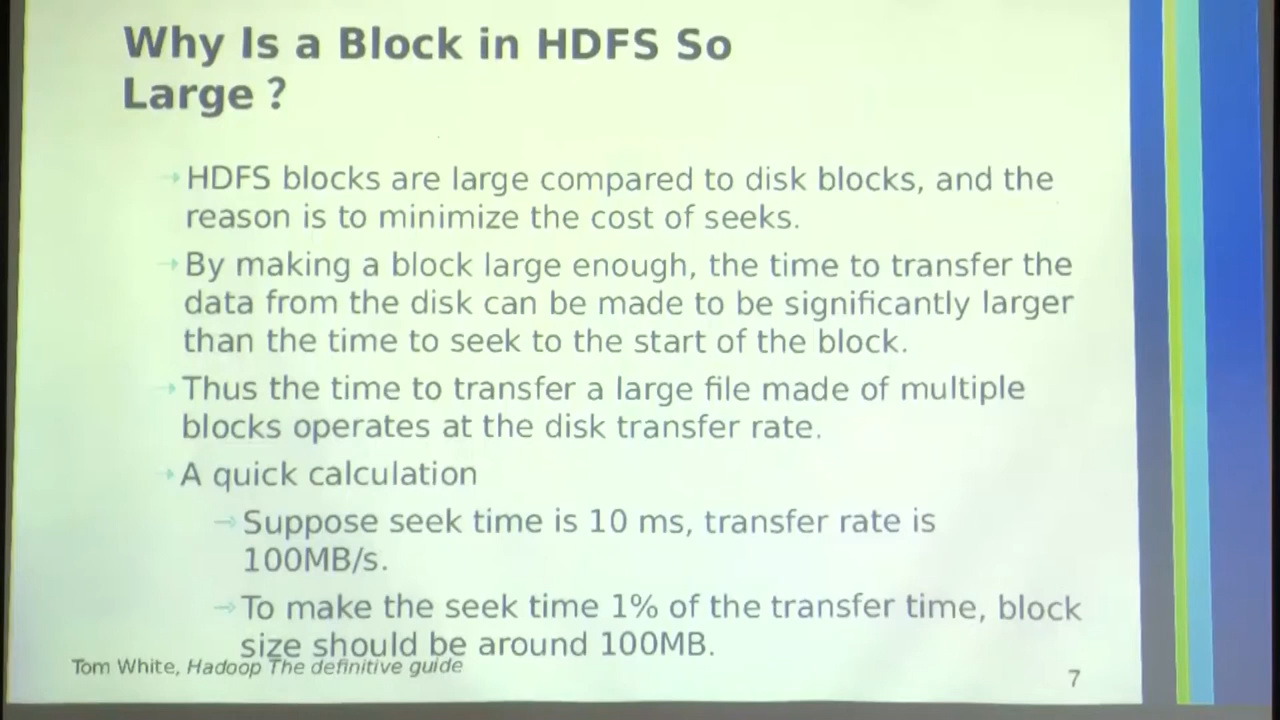 Why Is a Block in HDFS So
Large ?
→HDFS blocks are large compared to disk blocks, and the
reason is to minimize the cost of seeks.
→By making a block large enough, the time to transfer the
data from the disk can be made to be significantly larger
than the time to seek to the start of the block.
→Thus the time to transfer a large file made of multiple
blocks operates at the disk transfer rate.
→A quick calculation
→Suppose seek time is 10 ms, transfer rate is
100MB/s.
→To make the seek time 1% of the transfer time, block
size should be around 100MB.
Tom White, Hadoop The definitive guide
7